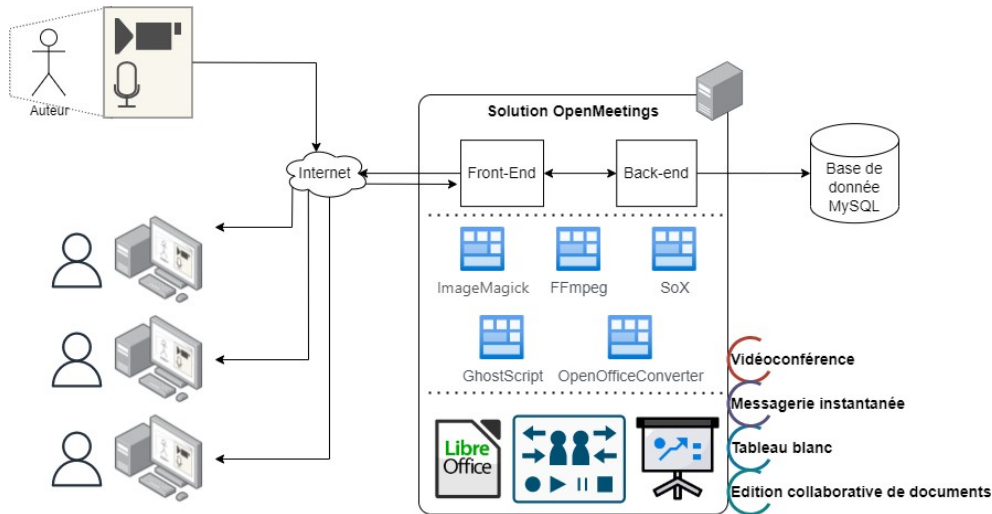 Auteur
Solution OpenMeetings
Internet
Front-End
Back-end
Base de
donnée
MySQL
ImageMagick
FFmpeg
SoX
GhostScript
OpenOfficeConverter
Vidéoconférence
Messagerie instantanée
Libre
Office
Tableau blanc
Edition collaborative de documents